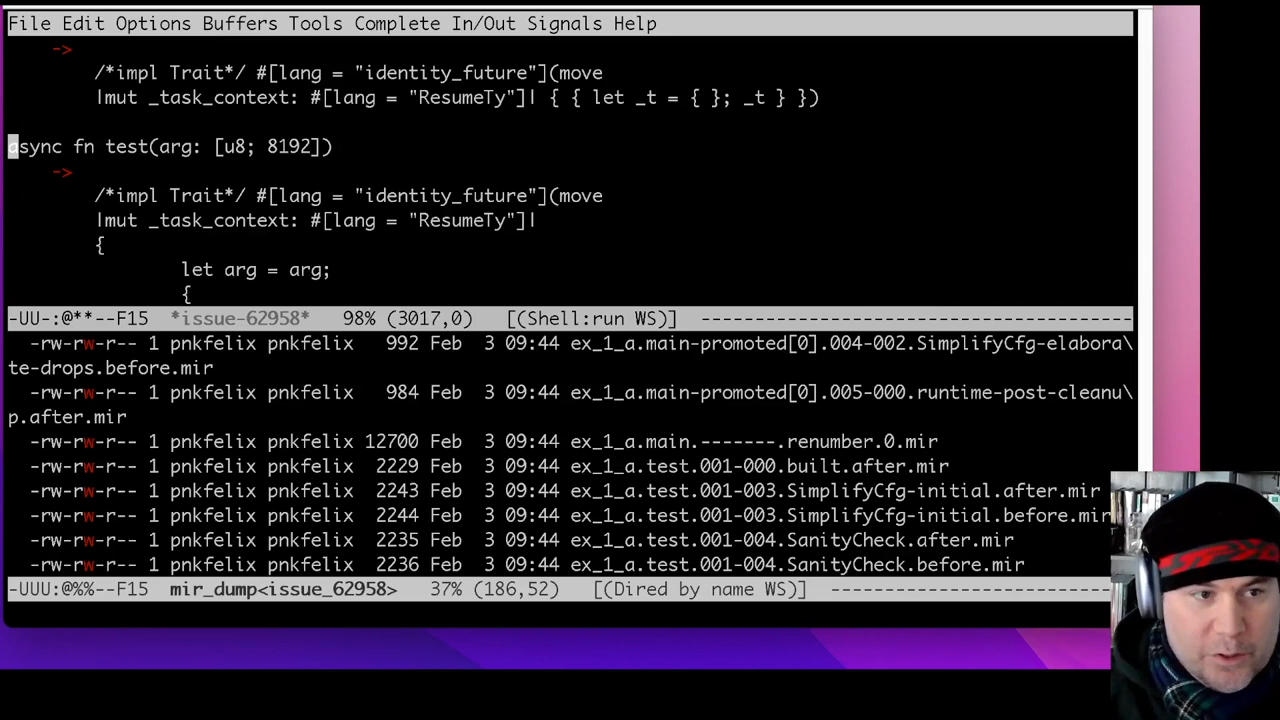 File Edit Options Buffers Tools Complete In/Out Signals Help
->
/*impl Trait*/ #[lang = "identity_future"](move
|mut _task_context: #[lang = "ResumeTy"]| { { let _t = { }; _t } })
async fn test(arg: [u8; 8192])
->
/*impl Trait*/ #[lang = "identity_future"](move
|mut _task_context: #[lang = "ResumeTy"]|
{
let arg = arg;
{
-UU-:@**--F15  *issue-62958*   98% (3017,0)   [(Shell:run WS)] --------------------------------------
-rw-rw-r-- 1 pnkfelix pnkfelix   992 Feb  3 09:44 ex_1_a.main-promoted[0].004-002.SimplifyCfg-elabora\
te-drops.before.mir
-rw-rw-r-- 1 pnkfelix pnkfelix   984 Feb  3 09:44 ex_1_a.main-promoted[0].005-000.runtime-post-cleanu\
p.after.mir
-rw-rw-r-- 1 pnkfelix pnkfelix 12700 Feb  3 09:44 ex_1_a.main.-------.renumber.0.mir
-rw-rw-r-- 1 pnkfelix pnkfelix  2229 Feb  3 09:44 ex_1_a.test.001-000.built.after.mir
-rw-rw-r-- 1 pnkfelix pnkfelix  2243 Feb  3 09:44 ex_1_a.test.001-003.SimplifyCfg-initial.after.mir
-rw-rw-r-- 1 pnkfelix pnkfelix  2244 Feb  3 09:44 ex_1_a.test.001-003.SimplifyCfg-initial.before.mir
-rw-rw-r-- 1 pnkfelix pnkfelix  2235 Feb  3 09:44 ex_1_a.test.001-004.SanityCheck.after.mir
-rw-rw-r-- 1 pnkfelix pnkfelix  2236 Feb  3 09:44 ex_1_a.test.001-004.SanityCheck.before.mir
-UUU:@%%--F15  mir_dump<issue_62958>   37% (186,52)   [(Dired by name WS)] --------------------------